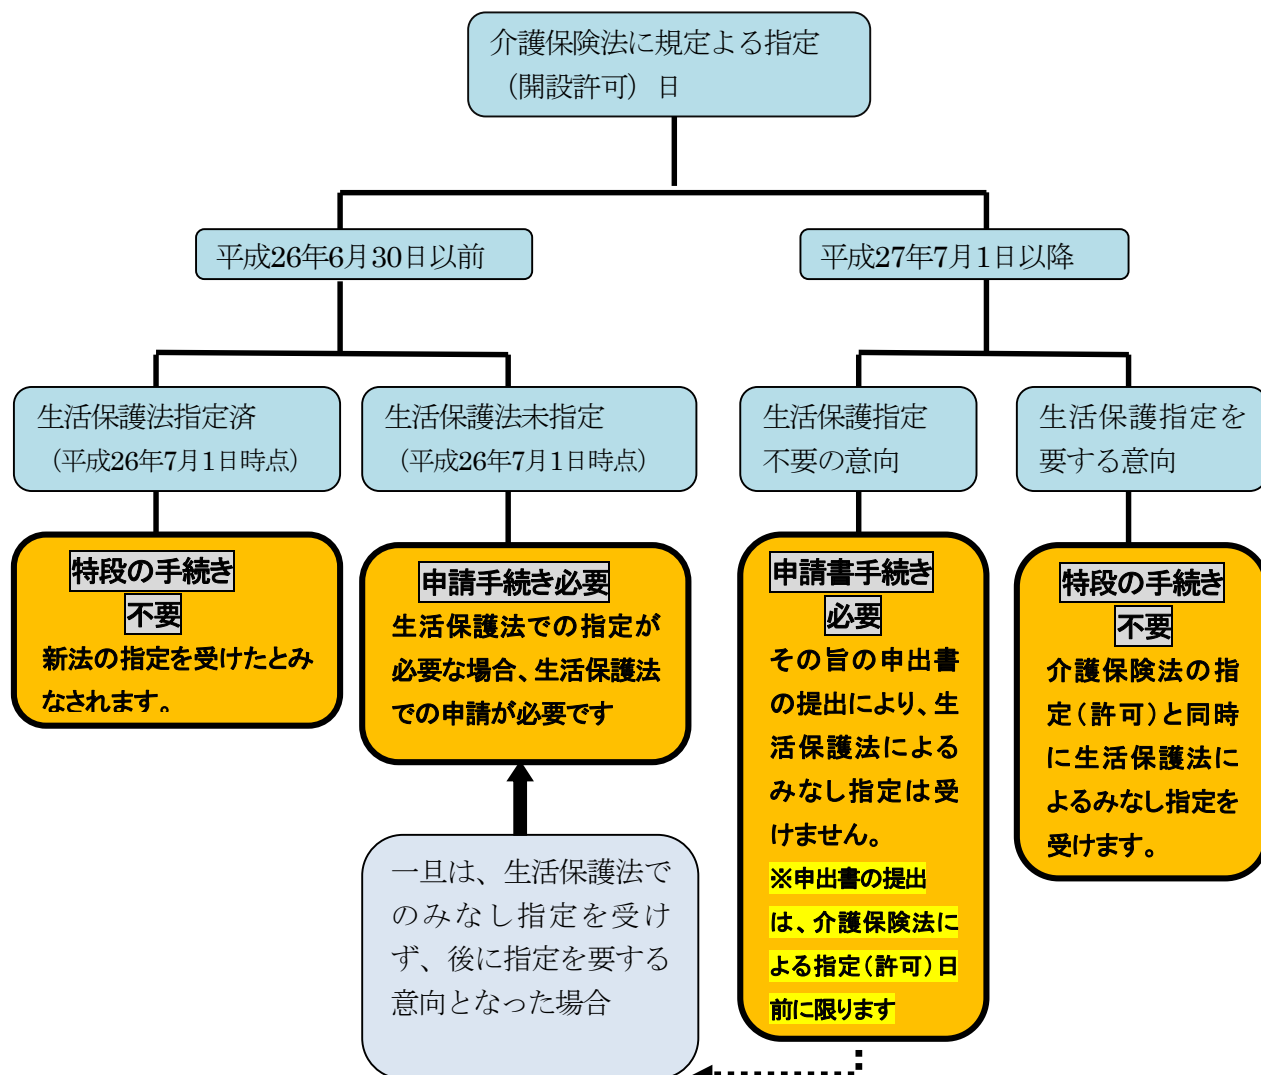 介護保険法に規定よる指定
（開設許可）日
平成26年6月30日以前
平成27年7月1日以降
生活保護法指定済
（平成26年7月1日時点）
生活保護法未指定
（平成26年7月1日時点）
生活保護指定
不要の意向
生活保護指定を
要する意向
特段の手続き
不要
新法の指定を受けたとみ
なされます。
申請手続き必要
生活保護法での指定が
必要な場合、生活保護法
での申請が必要です
申請書手続き
必要
その旨の申出書
の提出により、生
活保護法による
みなし指定は受
けません。
※申出書の提出
は、介護保険法に
よる指定（許可）日
前に限ります
特段の手続き
不要
介護保険法の指
定（許可）と同時
に生活保護法に
よるみなし指定を
受けます。
一旦は、生活保護法で
のみなし指定を受け
ず、後に指定を要する
意向となった場合